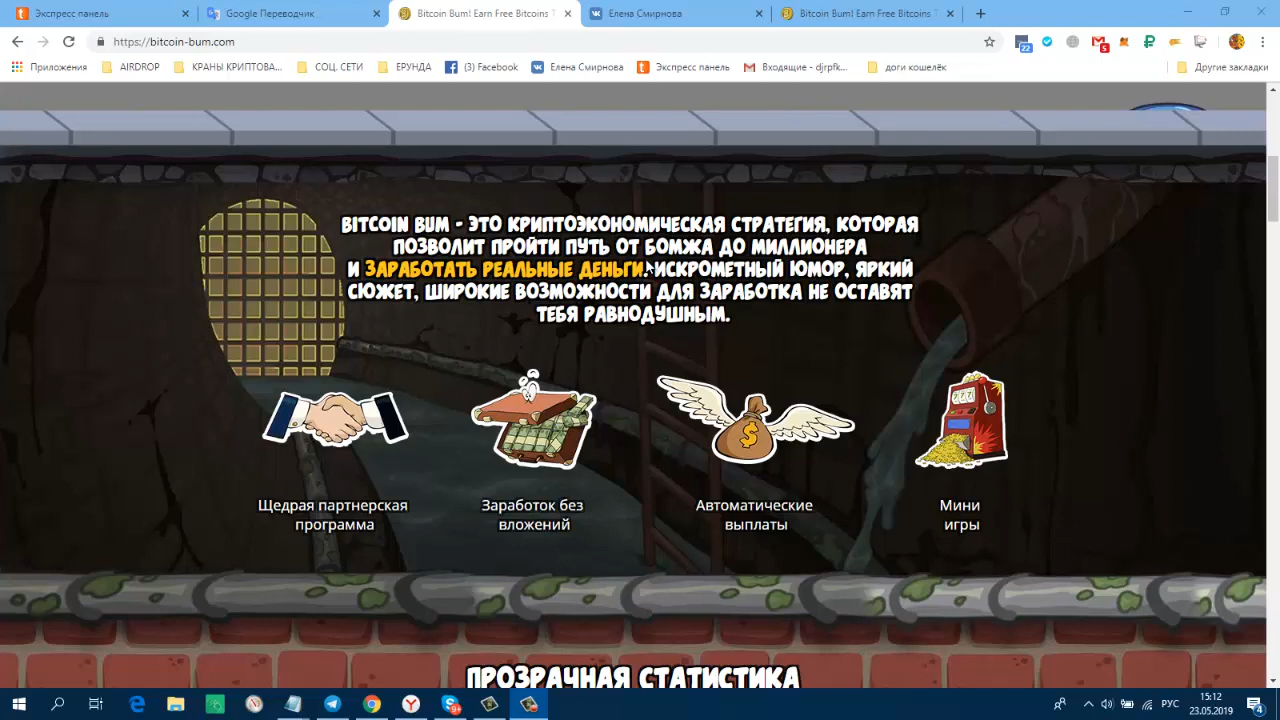 Экспресс панель
Google Переводчик
Bitcoin Bum! Earn Free Bitcoins
Елена Смирнова
Bitcoin Bum! Earn Free Bitcoins
https://bitcoin-bum.com
22
5
Приложения
AIRDROP
КРАНЫ КРИПТОВА...
СОЦ. СЕТИ
ЕРУНДА
(3) Facebook
Елена Смирнова
Экспресс панель
Входящие - djrpfk...
доги кошелёк
Другие закладки
BITCOIN BUM - ЭТО КРИПТОЭКОНОМИЧЕСКАЯ СТРАТЕГИЯ, КОТОРАЯ
ПОЗВОЛИТ ПРОЙТИ ПУТЬ ОТ БОМЖА ДО МИЛЛИОНЕРА
И ЗАРАБОТАТЬ РЕАЛЬНЫЕ ДЕНЬГИ. ИСКРОМЕТНЫЙ ЮМОР, ЯРКИЙ
СЮЖЕТ, ШИРОКИЕ ВОЗМОЖНОСТИ ДЛЯ ЗАРАБОТКА НЕ ОСТАВЯТ
ТЕБЯ РАВНОДУШНЫМ.
Щедрая партнерская
программа
Заработок без
вложений
Автоматические
выплаты
Мини
игры
ПРОЗРАЧНАЯ СТАТИСТИКА
РУС
15:12
23.05.2019
4